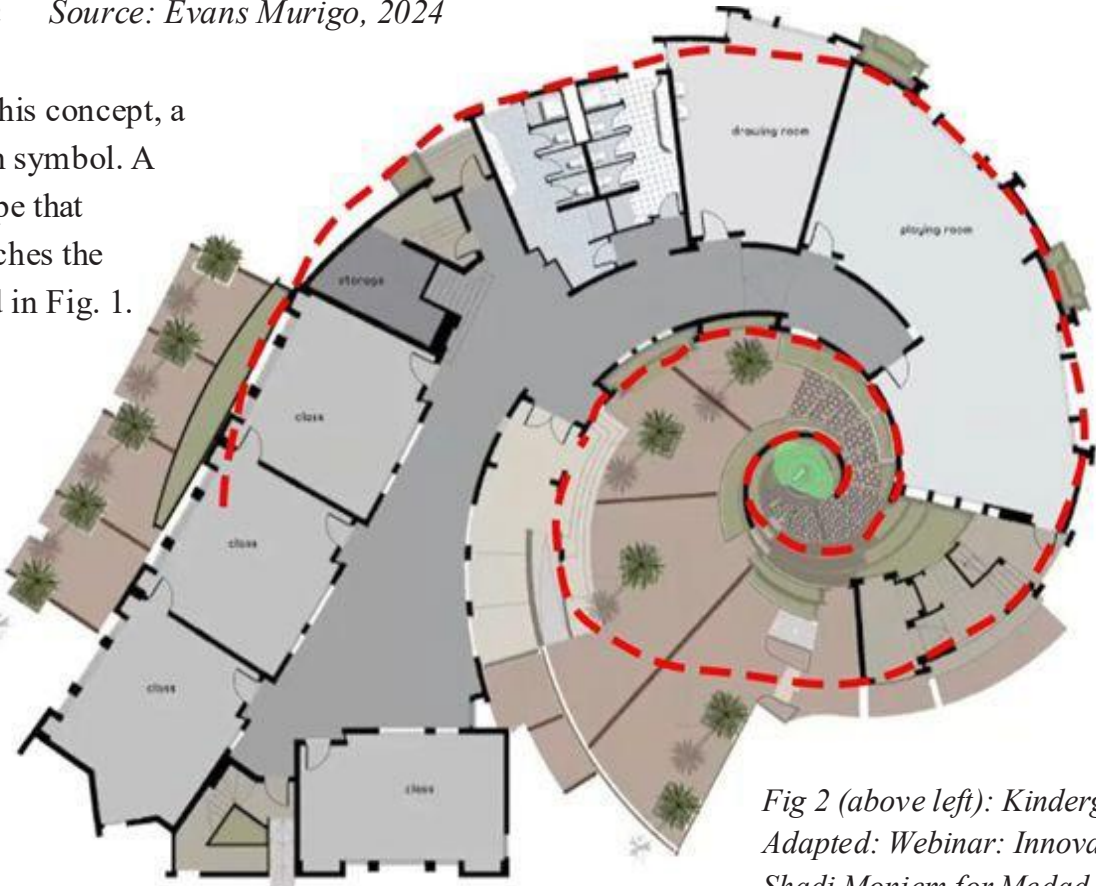 Source: Evans Murigo, 2024
his concept, a
symbol. A
pe that
ches the
in Fig. 1.
drawing room
playing room
storage
class
class
class
class
Fig 2 (above left): Kinderg
Adapted: Webinar: Innova
Shadi Moniem for Medad